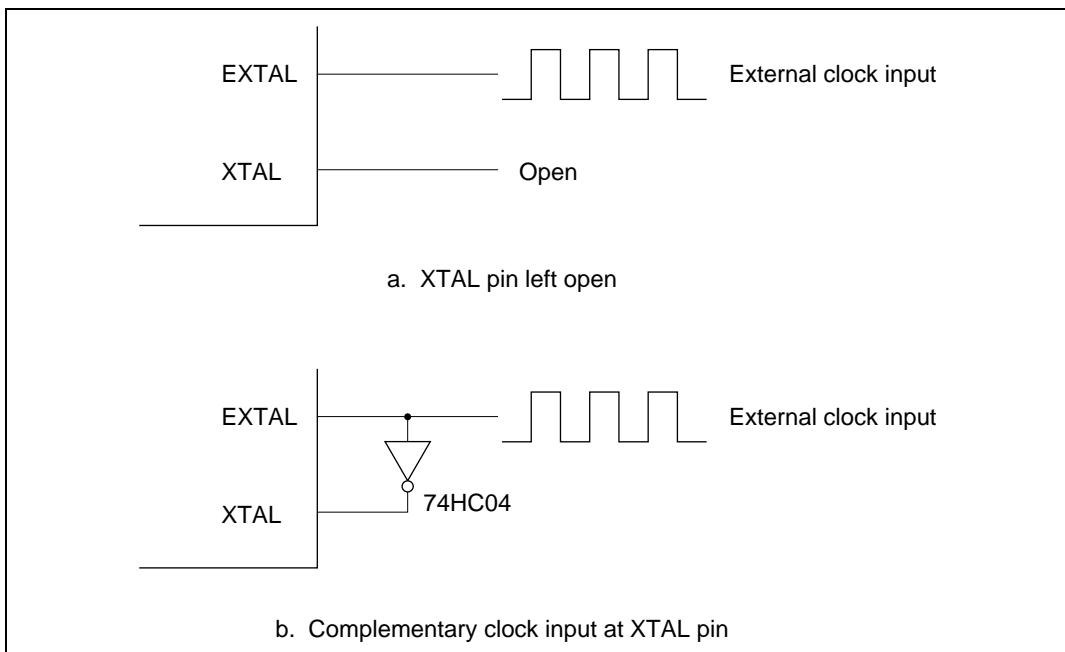 EXTAL
External clock input
XTAL
Open
a. XTAL pin left open
EXTAL
External clock input
74HC04
XTAL
b. Complementary clock input at XTAL pin